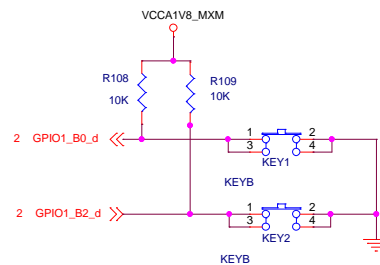 VCCA1V8_MXM
R108
R109
10K
10K
2 GPIO1_B0_d
1 2
3 4
KEY1
KEYB
2 GPIO1_B2_d
1 2
3 4
KEY2
KEYB